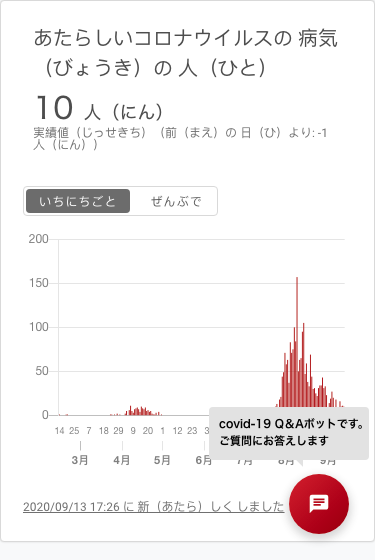 あたらしいコロナウイルスの 病気
（びょうき）の 人（ひと）
10 人（にん）
実績値（じっせきち）（前（まえ）の 日（ひ）より: -1
人（にん））
いちにちごと ぜんぶで
200
150
100
50
0
14 25 7 18 29 9 20 1 12 23 3
3月 4月 5月 6月 7月 8月 9月
covid-19 Q&Aボットです。
ご質問にお答えします
2020/09/13 17:26 に 新（あたら）しく しました